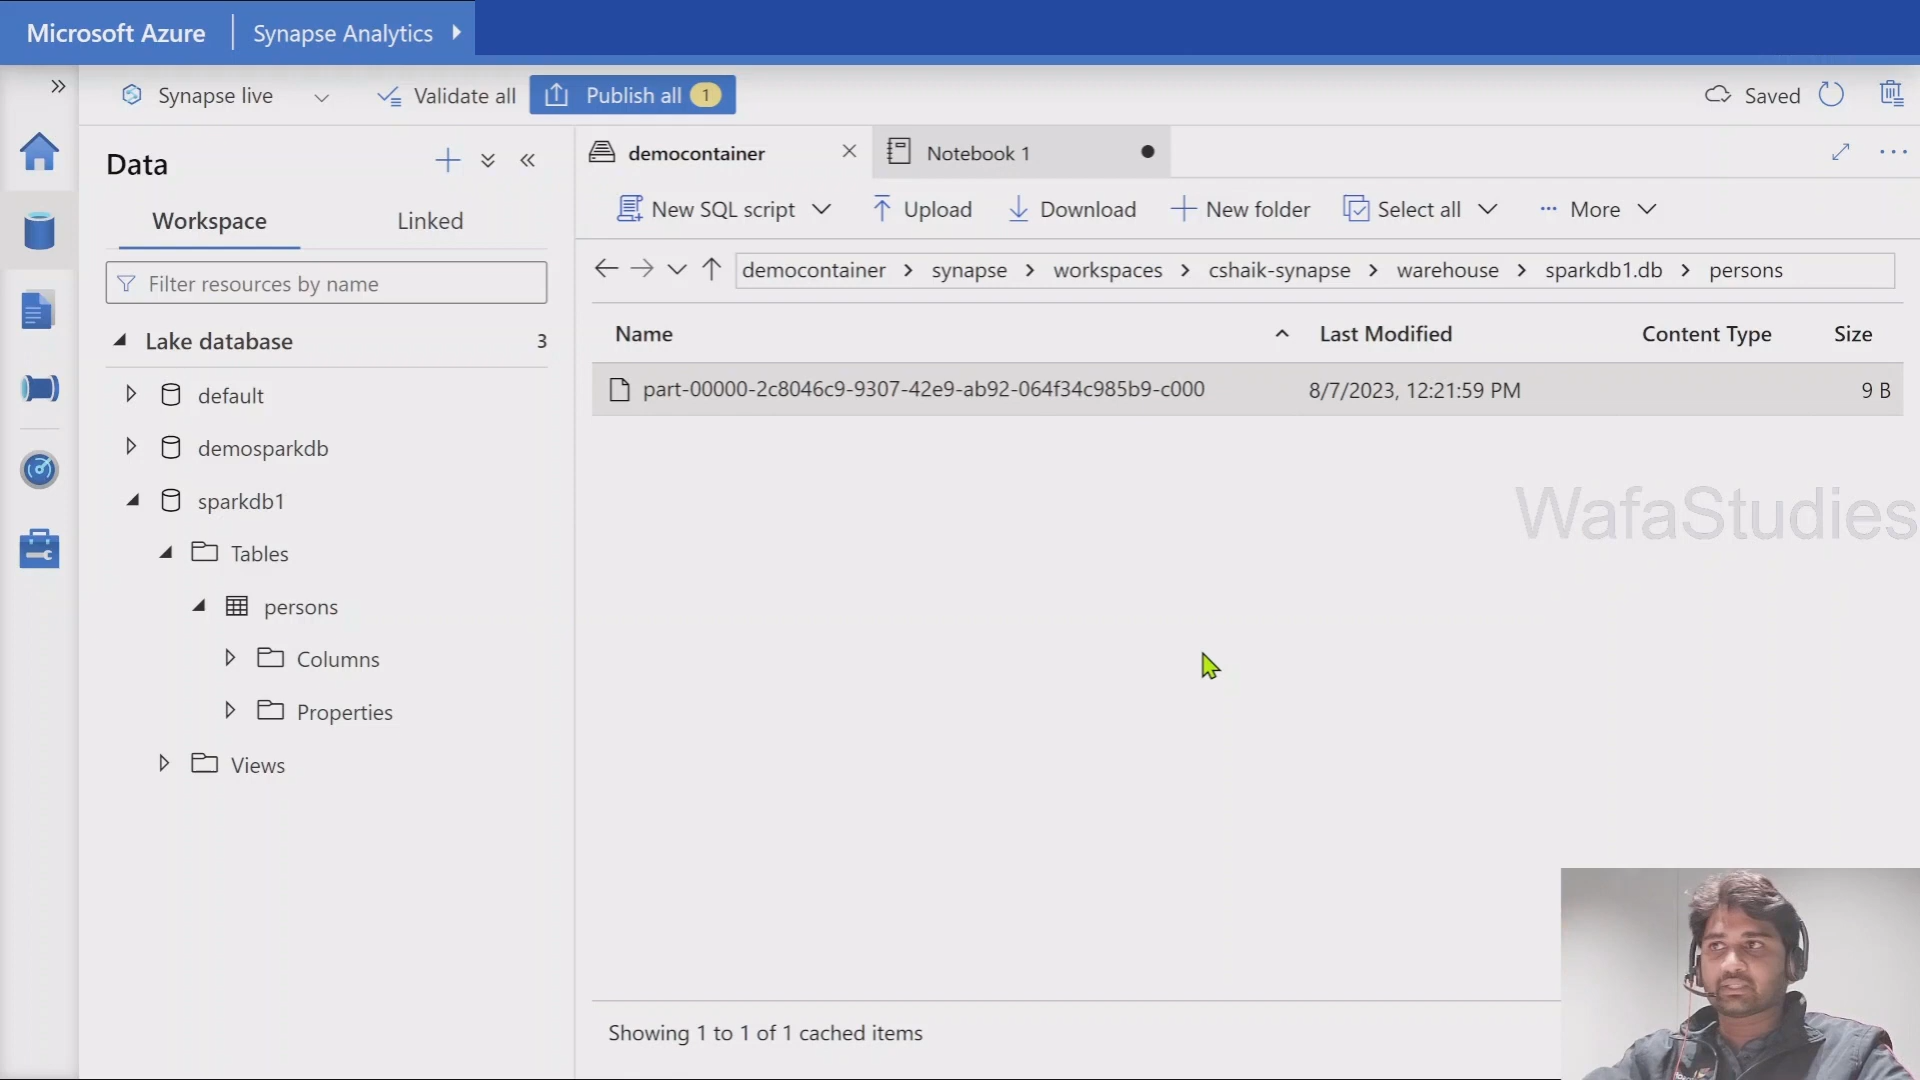 Microsoft Azure
Synapse Analytics
Synapse live
Validate all
Publish all 1
Saved
Data
Workspace
Linked
Filter resources by name
Lake database 3
default
demosparkdb
sparkdb1
Tables
persons
Columns
Properties
Views
democontainer
Notebook 1
New SQL script
Upload
Download
New folder
Select all
More
democontainer > synapse > workspaces > cshaik-synapse > warehouse > sparkdb1.db > persons
Name Last Modified Content Type Size
part-00000-2c8046c9-9307-42e9-ab92-064f34c985b9-c000 8/7/2023, 12:21:59 PM 9 B
WafaStudies
Showing 1 to 1 of 1 cached items